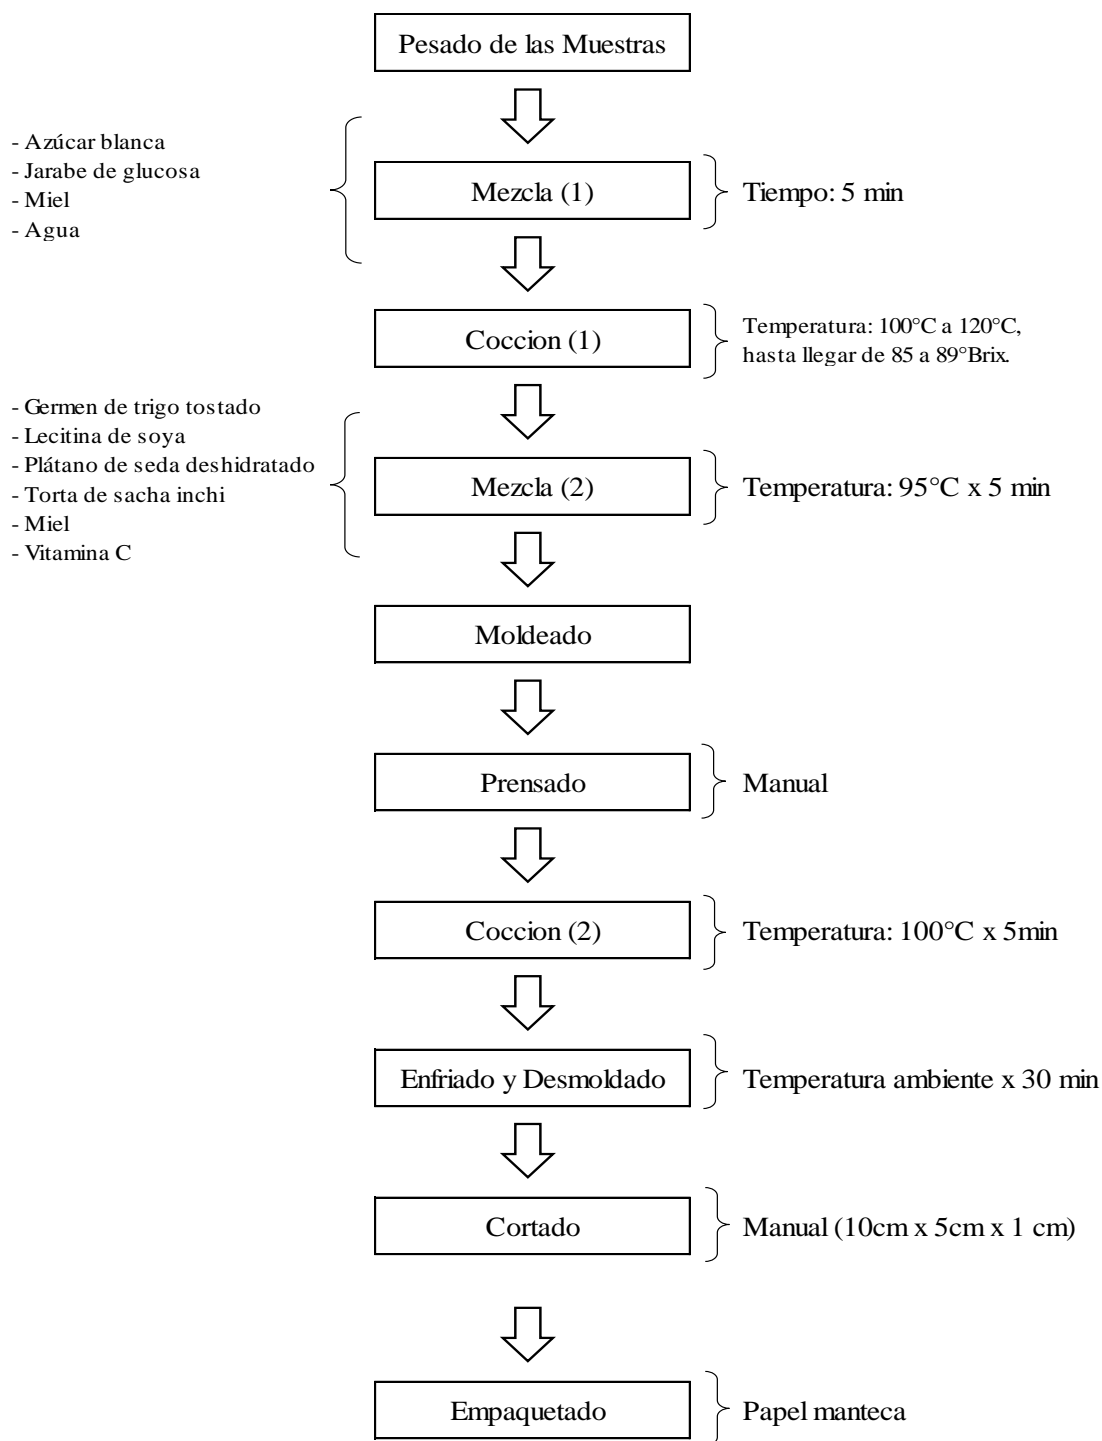 Pesado de las Muestras
- Azúcar blanca
- Jarabe de glucosa
- Miel
- Agua
Mezcla (1)
Tiempo: 5 min
Coccion (1)
Temperatura: 100°C a 120°C,
hasta llegar de 85 a 89°Brix.
- Germen de trigo tostado
- Lecitina de soya
- Plátano de seda deshidratado
- Torta de sacha inchi
- Miel
- Vitamina C
Mezcla (2)
Temperatura: 95°C x 5 min
Moldeado
Prensado
Manual
Coccion (2)
Temperatura: 100°C x 5min
Enfriado y Desmoldado
Temperatura ambiente x 30 min
Cortado
Manual (10cm x 5cm x 1 cm)
Empaquetado
Papel manteca